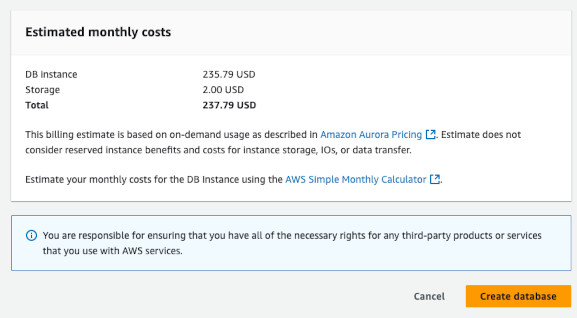 Estimated monthly costs
DB instance 235.79 USD
Storage 2.00 USD
Total 237.79 USD
This billing estimate is based on on-demand usage as described in Amazon Aurora Pricing. Estimate does not
consider reserved instance benefits and costs for instance storage, IOs, or data transfer.
Estimate your monthly costs for the DB Instance using the AWS Simple Monthly Calculator.
You are responsible for ensuring that you have all of the necessary rights for any third-party products or services
that you use with AWS services.
Cancel Create database